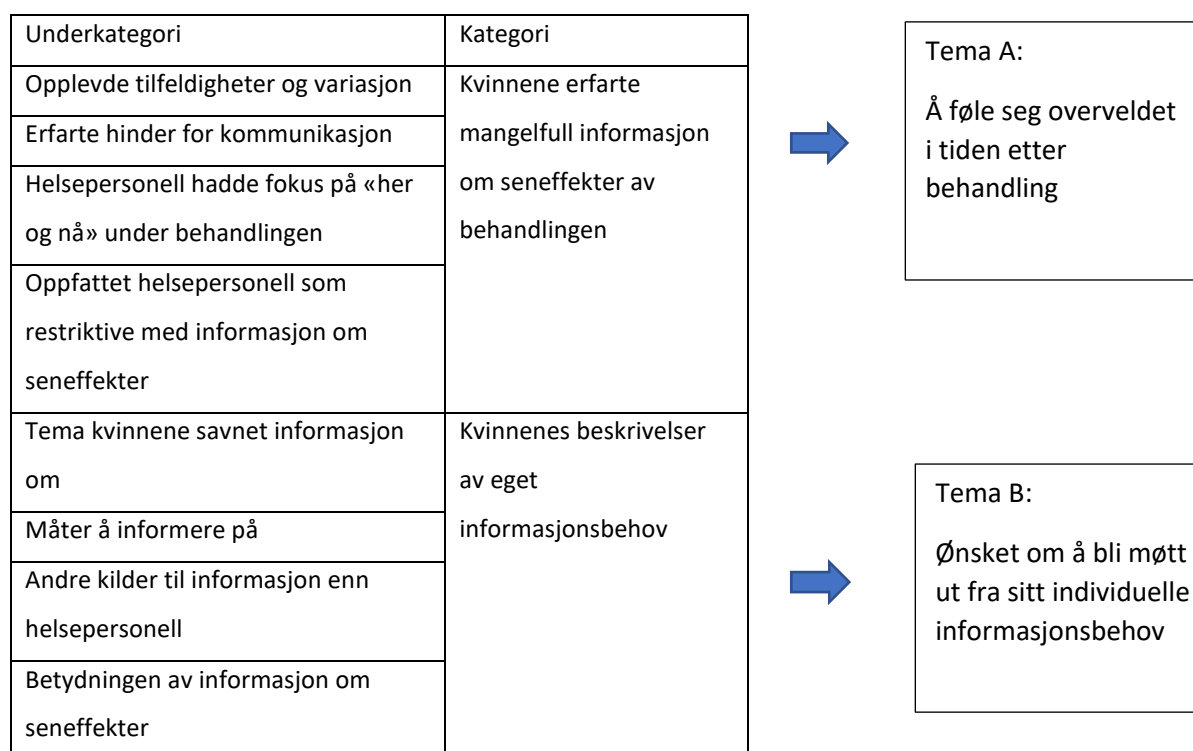 Underkategori
Kategori
Opplevde tilfeldigheter og variasjon
Erfarte hinder for kommunikasjon
Helsepersonell hadde fokus på «her
og nå» under behandlingen
Oppfattet helsepersonell som
restriktive med informasjon om
seneffekter
Kvinnene erfarte
mangelfull informasjon
om seneffekter av
behandlingen
Tema A:
Å føle seg overveldet
i tiden etter
behandling
Tema kvinnene savnet informasjon
om
Måter å informere på
Andre kilder til informasjon enn
helsepersonell
Betydningen av informasjon om
seneffekter
Kvinnenes beskrivelser
av eget
informasjonsbehov
Tema B:
Ønsket om å bli møtt
ut fra sitt individuelle
informasjonsbehov